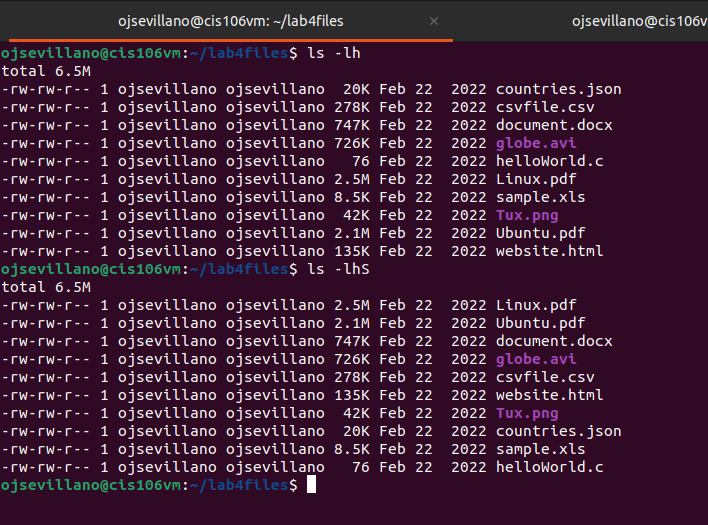 ojsevillano@cis106vm: ~/lab4files × ojsevillano@cis106v
ojsevillano@cis106vm:~/lab4files$ ls -lh
total 6.5M
-rw-rw-r-- 1 ojsevillano ojsevillano  20K Feb 22  2022 countries.json
-rw-rw-r-- 1 ojsevillano ojsevillano 278K Feb 22  2022 csvfile.csv
-rw-rw-r-- 1 ojsevillano ojsevillano 747K Feb 22  2022 document.docx
-rw-rw-r-- 1 ojsevillano ojsevillano 726K Feb 22  2022 globe.avi
-rw-rw-r-- 1 ojsevillano ojsevillano   76 Feb 22  2022 helloWorld.c
-rw-rw-r-- 1 ojsevillano ojsevillano 2.5M Feb 22  2022 Linux.pdf
-rw-rw-r-- 1 ojsevillano ojsevillano 8.5K Feb 22  2022 sample.xls
-rw-rw-r-- 1 ojsevillano ojsevillano  42K Feb 22  2022 Tux.png
-rw-rw-r-- 1 ojsevillano ojsevillano 2.1M Feb 22  2022 Ubuntu.pdf
-rw-rw-r-- 1 ojsevillano ojsevillano 135K Feb 22  2022 website.html
ojsevillano@cis106vm:~/lab4files$ ls -lhS
total 6.5M
-rw-rw-r-- 1 ojsevillano ojsevillano 2.5M Feb 22  2022 Linux.pdf
-rw-rw-r-- 1 ojsevillano ojsevillano 2.1M Feb 22  2022 Ubuntu.pdf
-rw-rw-r-- 1 ojsevillano ojsevillano 747K Feb 22  2022 document.docx
-rw-rw-r-- 1 ojsevillano ojsevillano 726K Feb 22  2022 globe.avi
-rw-rw-r-- 1 ojsevillano ojsevillano 278K Feb 22  2022 csvfile.csv
-rw-rw-r-- 1 ojsevillano ojsevillano 135K Feb 22  2022 website.html
-rw-rw-r-- 1 ojsevillano ojsevillano  42K Feb 22  2022 Tux.png
-rw-rw-r-- 1 ojsevillano ojsevillano  20K Feb 22  2022 countries.json
-rw-rw-r-- 1 ojsevillano ojsevillano 8.5K Feb 22  2022 sample.xls
-rw-rw-r-- 1 ojsevillano ojsevillano   76 Feb 22  2022 helloWorld.c
ojsevillano@cis106vm:~/lab4files$